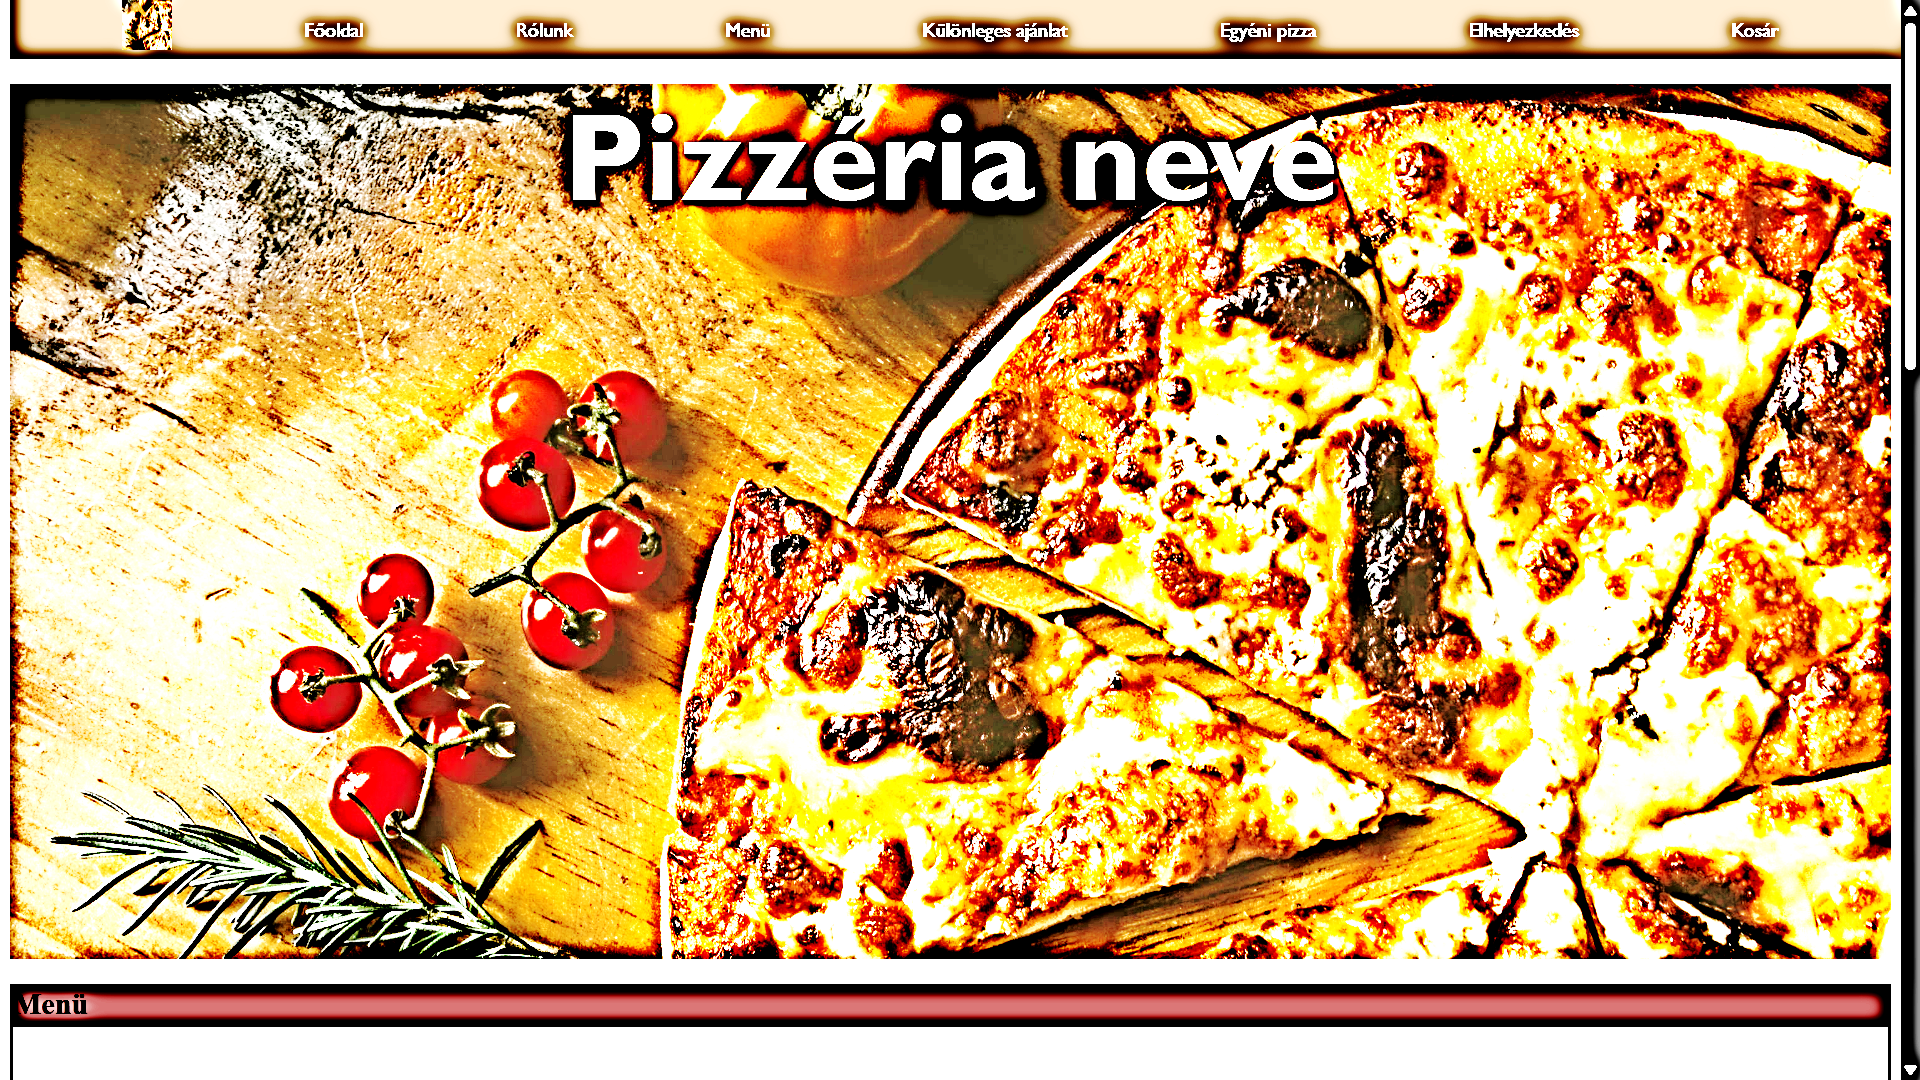 Főoldal Rólunk Menü Különleges ajánlat Egyéni pizza Elhelyezkedés Kosár
Pizzéria neve
Menü